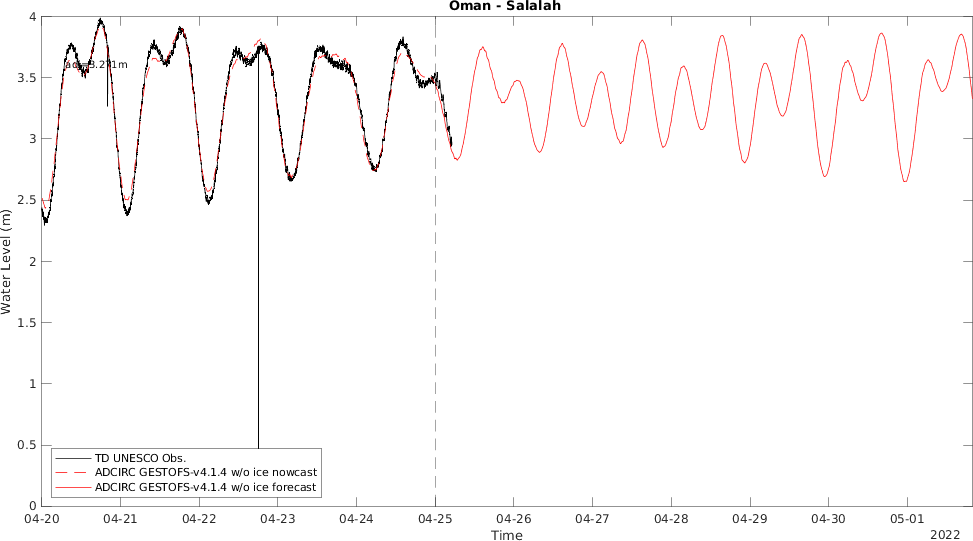 Oman - Salalah
4
3.5
3
2.5
2
1.5
1
0.5
0
Water Level (m)
TD UNESCO Obs.
ADCIRC GESTOFS-v4.1.4 w/o ice nowcast
ADCIRC GESTOFS-v4.1.4 w/o ice forecast
04-20 04-21 04-22 04-23 04-24 04-25 04-26 04-27 04-28 04-29 04-30 05-01
Time
2022